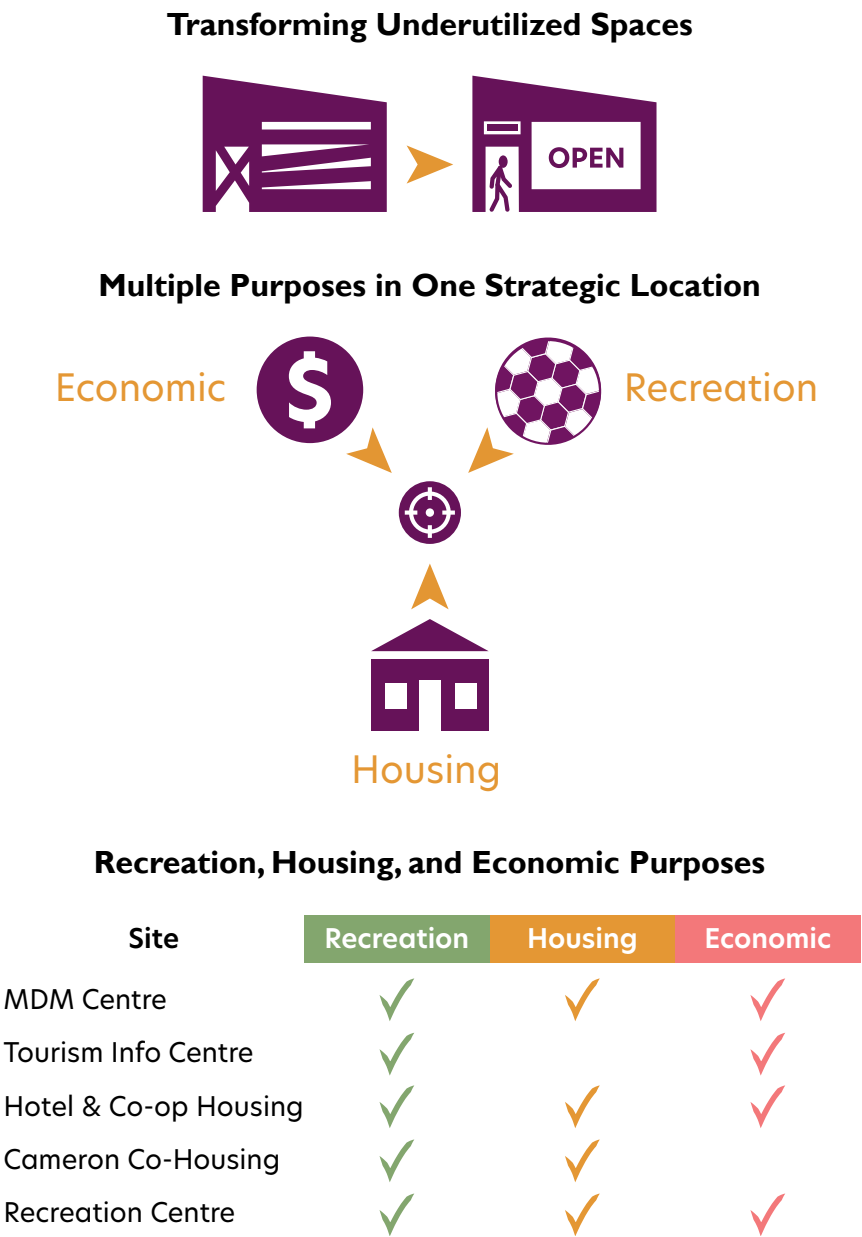 Transforming Underutilized Spaces
OPEN
Multiple Purposes in One Strategic Location
Economic
$
Recreation
Housing
Recreation, Housing, and Economic Purposes
Site Recreation Housing Economic
MDM Centre ✓ ✓ ✓
Tourism Info Centre ✓ ✓
Hotel & Co-op Housing ✓ ✓ ✓
Cameron Co-Housing ✓ ✓
Recreation Centre ✓ ✓ ✓